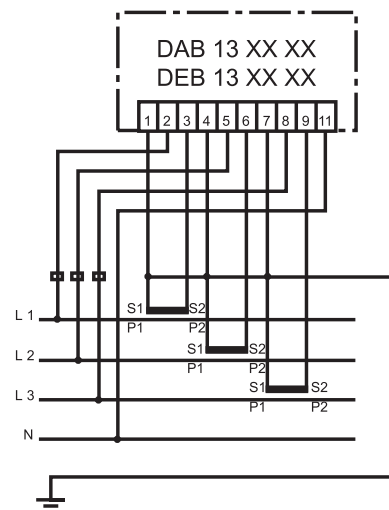 DAB 13 XX XX
DEB 13 XX XX
1 2 3 4 5 6 7 8 9 11
L 1 S1 S2
P1 P2
L 2 S1 S2
P1 P2
L 3 S1 S2
P1 P2
N